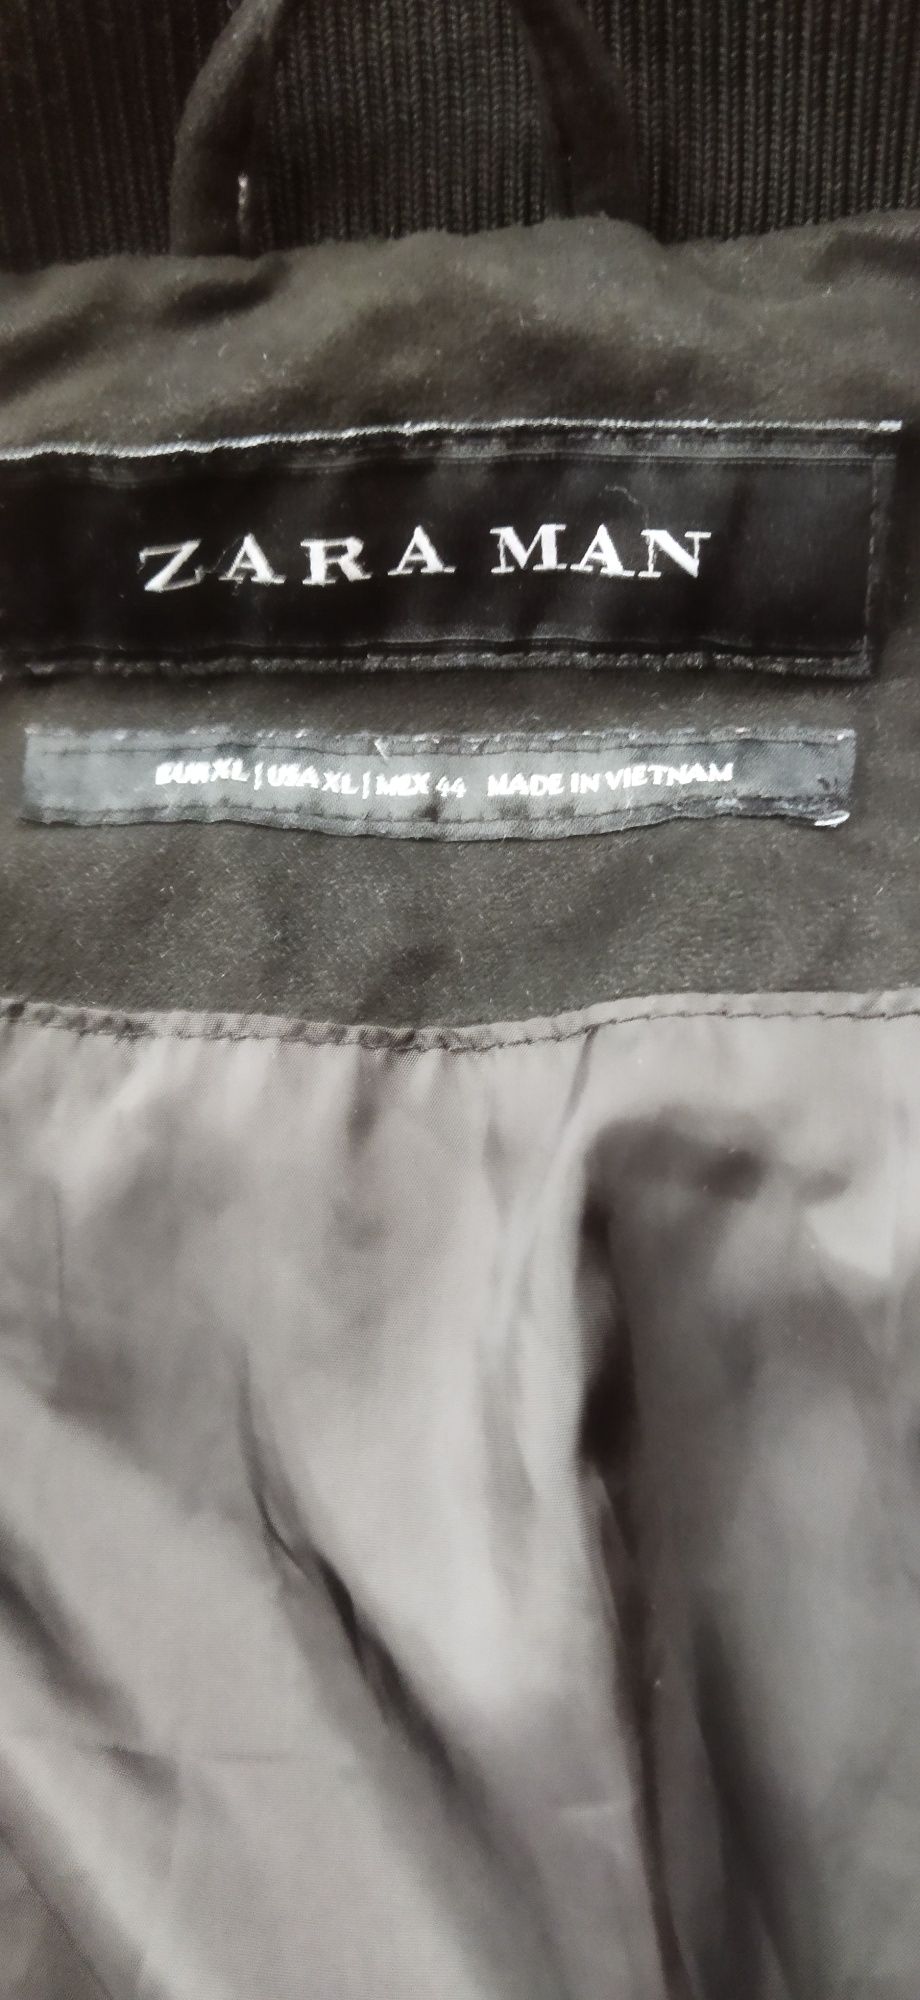 ZARA MAN
EUR XL | USA XL | MEX 44 MADE IN VIETNAM